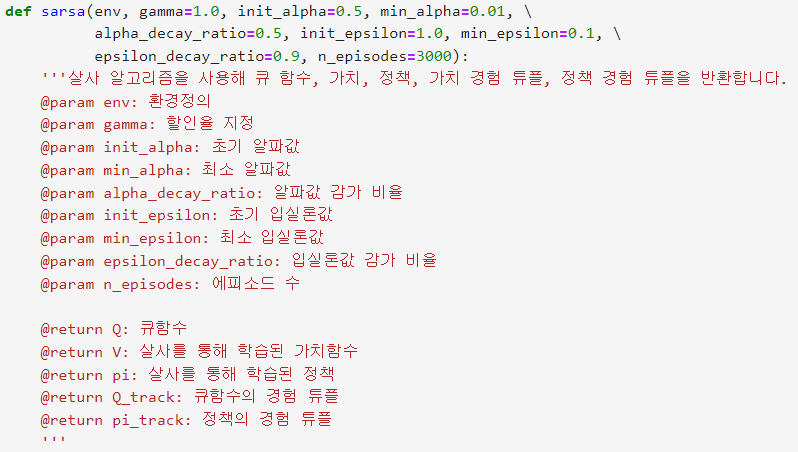 def sarsa(env, gamma=1.0, init_alpha=0.5, min_alpha=0.01, \
alpha_decay_ratio=0.5, init_epsilon=1.0, min_epsilon=0.1, \
epsilon_decay_ratio=0.9, n_episodes=3000):
'''살사 알고리즘을 사용해 큐 함수, 가치, 정책, 가치 경험 튜플, 정책 경험 튜플을 반환합니다.
@param env: 환경정의
@param gamma: 할인율 지정
@param init_alpha: 초기 알파값
@param min_alpha: 최소 알파값
@param alpha_decay_ratio: 알파값 감가 비율
@param init_epsilon: 초기 입실론값
@param min_epsilon: 최소 입실론값
@param epsilon_decay_ratio: 입실론값 감가 비율
@param n_episodes: 에피소드 수
@return Q: 큐함수
@return V: 살사를 통해 학습된 가치함수
@return pi: 살사를 통해 학습된 정책
@return Q_track: 큐함수의 경험 튜플
@return pi_track: 정책의 경험 튜플
'''